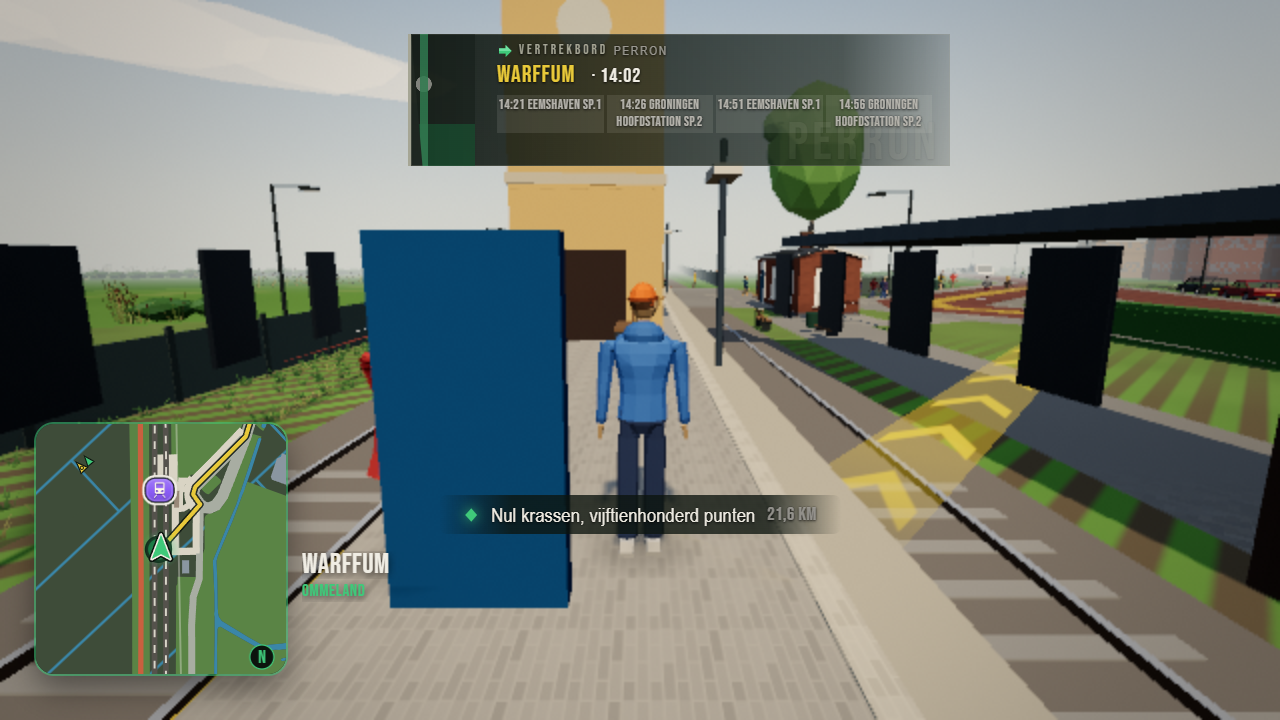 VERTREKBORD PERRON
WARFFUM · 14:02
14:21 EEMSHAVEN SP.1
14:26 GRONINGEN HOOFDSTATION SP.2
14:51 EEMSHAVEN SP.1
14:56 GRONINGEN HOOFDSTATION SP.2
PERRON
Nul krassen, vijftienhonderd punten 21,6 KM
WARFFUM
OMMELAND
N